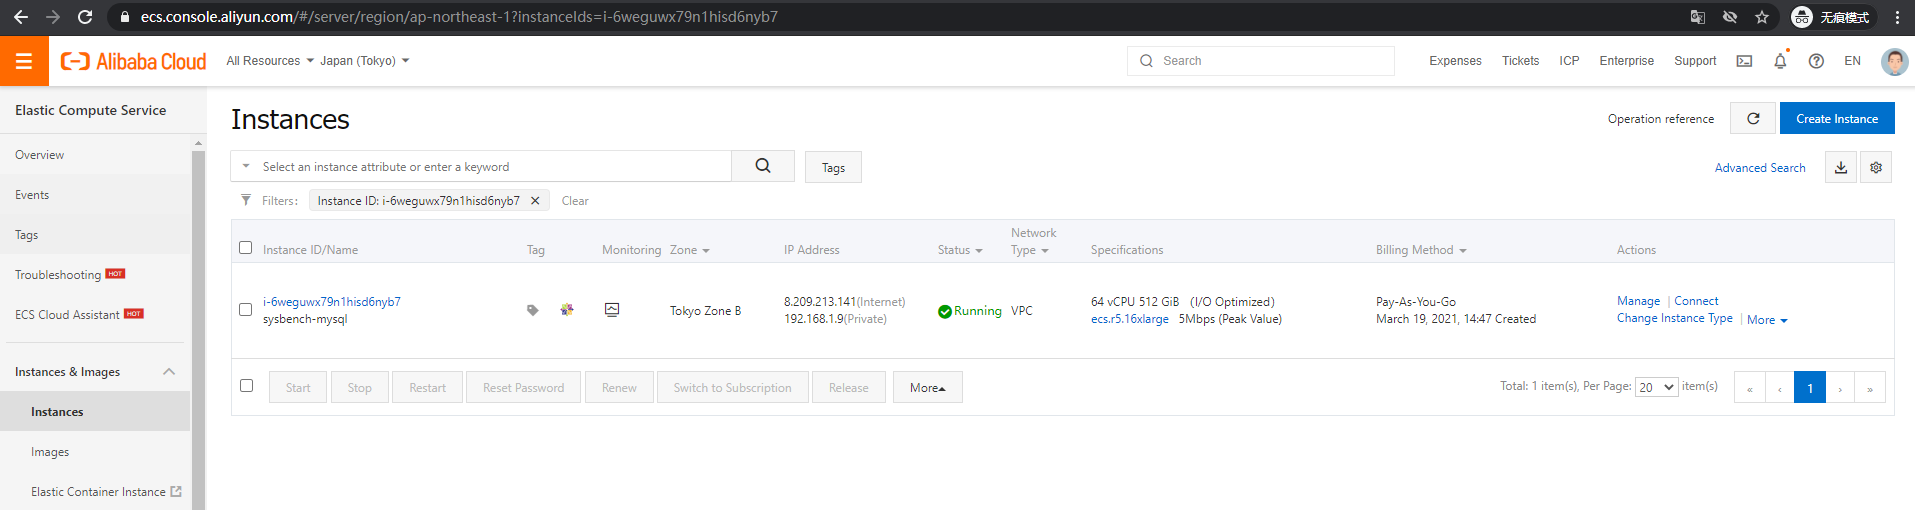 ecs.console.aliyun.com/#/server/region/ap-northeast-1?instanceIds=i-6weguwx79n1hisd6nyb7
无痕模式
Alibaba Cloud
All Resources
Japan (Tokyo)
Search
Expenses
Tickets
ICP
Enterprise
Support
EN
Elastic Compute Service
Overview
Events
Tags
Troubleshooting HOT
ECS Cloud Assistant HOT
Instances & Images
Instances
Images
Elastic Container Instance
Instances
Operation reference
Create Instance
Select an instance attribute or enter a keyword
Tags
Advanced Search
Filters:
Instance ID: i-6weguwx79n1hisd6nyb7
Clear
Instance ID/Name
Tag
Monitoring
Zone
IP Address
Status
Network
Type
Specifications
Billing Method
Actions
i-6weguwx79n1hisd6nyb7
sysbench-mysql
Tokyo Zone B
8.209.213.141(Internet)
192.168.1.9(Private)
Running
VPC
64 vCPU 512 GiB (I/O Optimized)
ecs.r5.16xlarge 5Mbps (Peak Value)
Pay-As-You-Go
March 19, 2021, 14:47 Created
Manage | Connect
Change Instance Type | More
Start
Stop
Restart
Reset Password
Renew
Switch to Subscription
Release
More
Total: 1 item(s), Per Page: 20 item(s)
« ‹ 1 › »